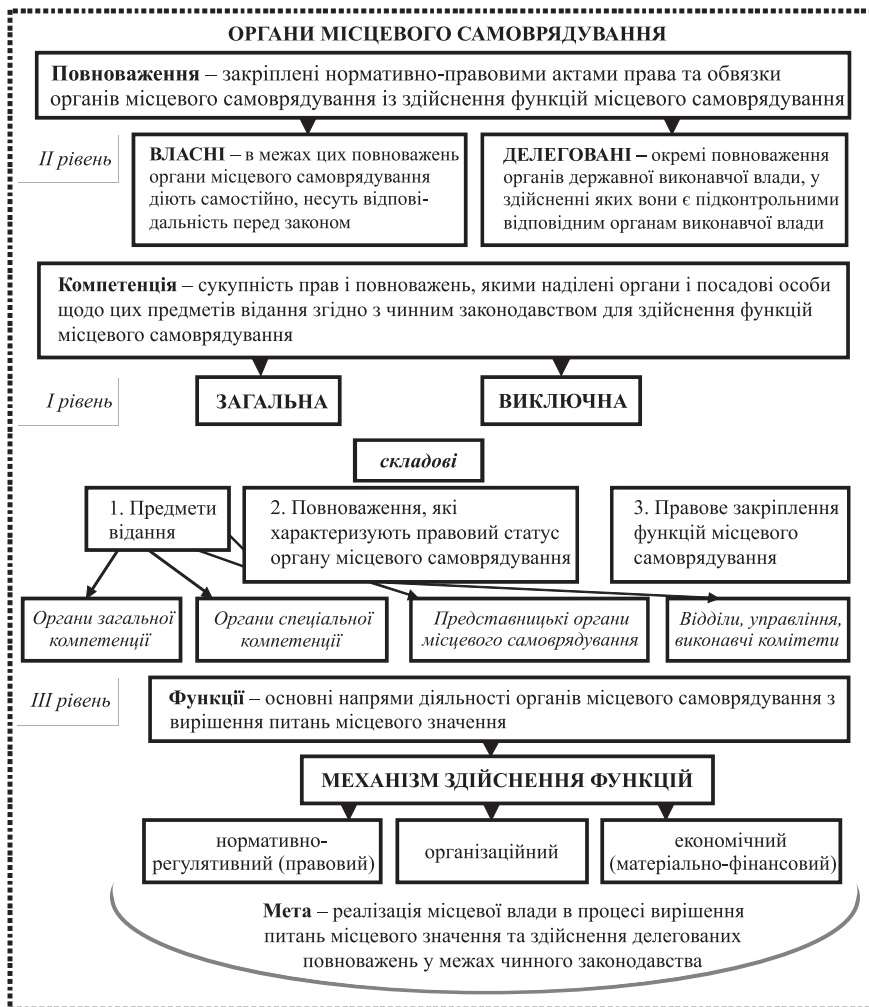 ОРГАНИ МІСЦЕВОГО САМОВРЯДУВАННЯ
Повноваження – закріплені нормативно-правовими актами права та обвязки
органів місцевого самоврядування із здійснення функцій місцевого самоврядування
ІІ рівень
ВЛАСНІ – в межах цих повноважень
органи місцевого самоврядування
діють самостійно, несуть відпові-
дальність перед законом
ДЕЛЕГОВАНІ – окремі повноваження
органів державної виконавчої влади, у
здійсненні яких вони є підконтрольними
відповідним органам виконавчої влади
Компетенція – сукупність прав і повноважень, якими наділені органи і посадові особи
щодо цих предметів відання згідно з чинним законодавством для здійснення функцій
місцевого самоврядування
І рівень
ЗАГАЛЬНА
ВИКЛЮЧНА
складові
1. Предмети
відання
2. Повноваження, які
характеризують правовий статус
органу місцевого самоврядування
3. Правове закріплення
функцій місцевого
самоврядування
Органи загальної
компетенції
Органи спеціальної
компетенції
Представницькі органи
місцевого самоврядування
Відділи, управління,
виконавчі комітети
ІІІ рівень
Функції – основні напрями діяльності органів місцевого самоврядування з
вирішення питань місцевого значення
МЕХАНІЗМ ЗДІЙСНЕННЯ ФУНКЦІЙ
нормативно-
регулятивний (правовий)
організаційний
економічний
(матеріально-фінансовий)
Мета – реалізація місцевої влади в процесі вирішення
питань місцевого значення та здійснення делегованих
повноважень у межах чинного законодавства